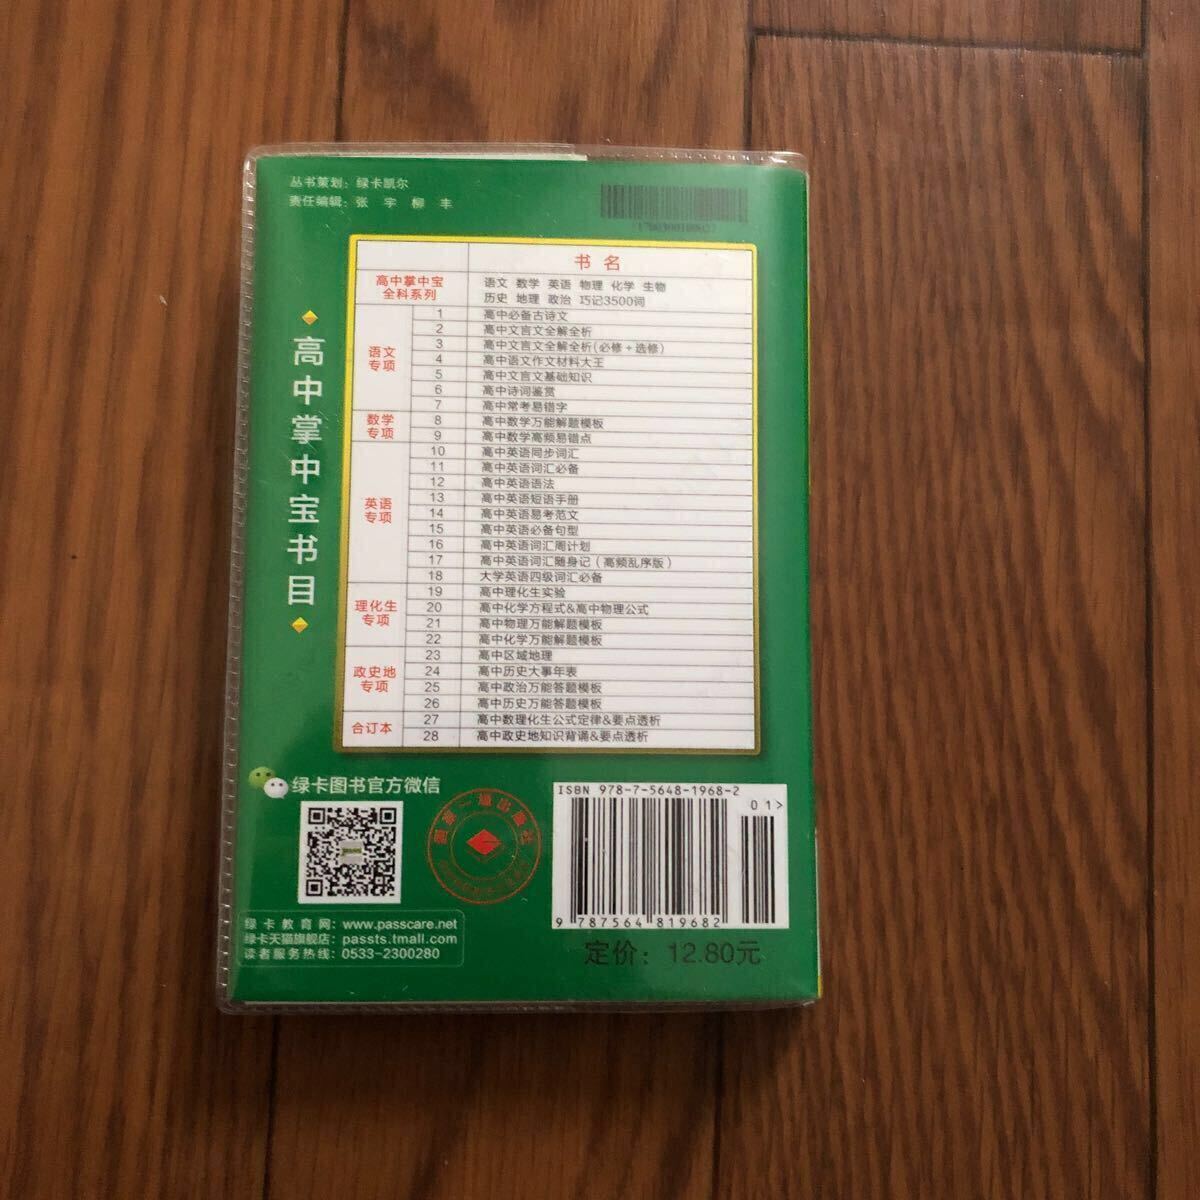 丛书策划：绿卡凯尔
责任编辑：张 宇 柳 丰
高中掌中宝书目
书 名
高中掌中宝
全科系列
语文 数学 英语 物理 化学 生物
历史 地理 政治 巧记3500词
语文
专项
1 高中必备古诗文
2 高中文言文全解全析
3 高中文言文全解全析(必修+选修)
4 高中语文作文材料大王
5 高中文言文基础知识
6 高中诗词鉴赏
7 高中常考易错字
数学
专项
8 高中数学万能解题模板
9 高中数学高频易错点
英语
专项
10 高中英语同步词汇
11 高中英语词汇必备
12 高中英语语法
13 高中英语短语手册
14 高中英语易考范文
15 高中英语必备句型
16 高中英语词汇周计划
17 高中英语词汇随身记（高频乱序版）
18 大学英语四级词汇必备
理化生
专项
19 高中理化生实验
20 高中化学方程式&高中物理公式
21 高中物理万能解题模板
22 高中化学万能解题模板
政史地
专项
23 高中区域地理
24 高中历史大事年表
25 高中政治万能答题模板
26 高中历史万能答题模板
合订本
27 高中数理化生公式定律&要点透析
28 高中政史地知识背诵&要点透析
绿卡图书官方微信
绿卡教育网：www.passcare.net
绿卡天猫旗舰店：passts.tmall.com
读者服务热线：0533-2300280
ISBN 978-7-5648-1968-2
01>
9 787564 819682
定价：12.80元